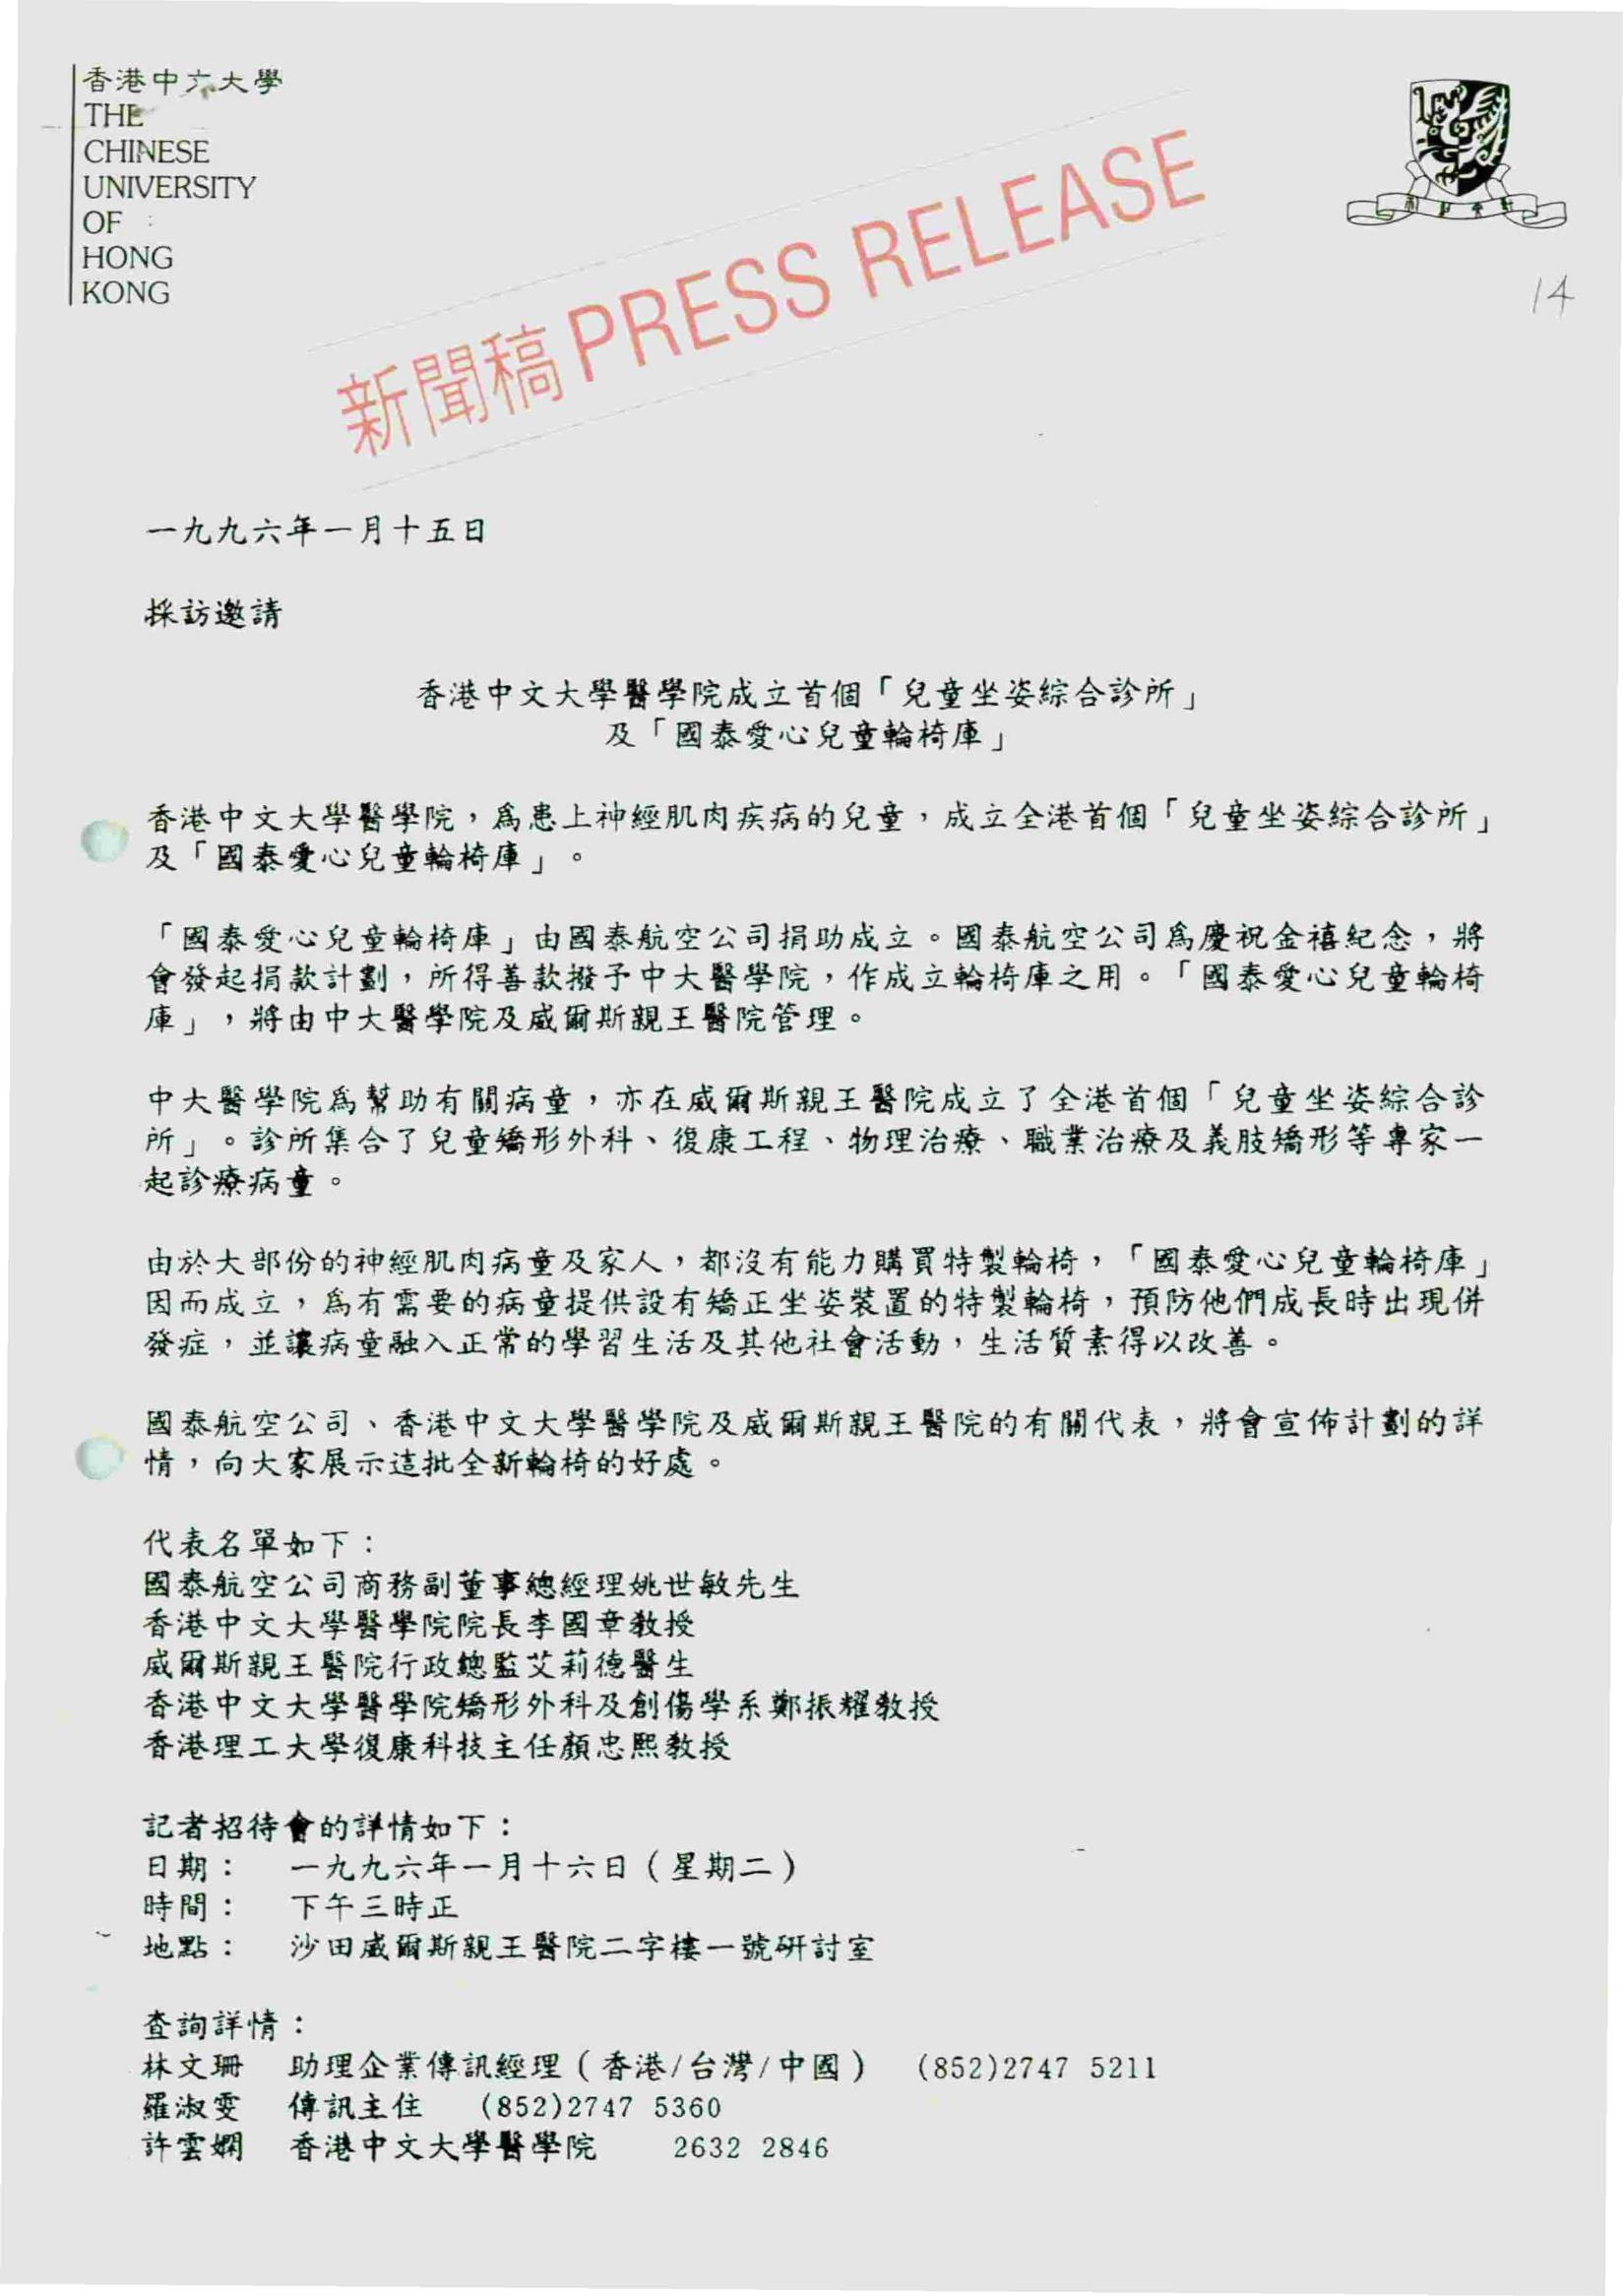 香港中文大學
THE
CHINESE
UNIVERSITY
OF
HONG
KONG
新聞稿 PRESS RELEASE
14
一九九六年一月十五日
採訪邀請
香港中文大學醫學院成立首個「兒童坐姿綜合診所」
及「國泰愛心兒童輪椅庫」
香港中文大學醫學院，爲患上神經肌肉疾病的兒童，成立全港首個「兒童坐姿綜合診所」
及「國泰愛心兒童輪椅庫」。
「國泰愛心兒童輪椅庫」由國泰航空公司捐助成立。國泰航空公司爲慶祝金禧紀念，將
會發起捐款計劃，所得善款撥予中大醫學院，作成立輪椅庫之用。「國泰愛心兒童輪椅
庫」，將由中大醫學院及威爾斯親王醫院管理。
中大醫學院爲幫助有關病童，亦在威爾斯親王醫院成立了全港首個「兒童坐姿綜合診
所」。診所集合了兒童矯形外科、復康工程、物理治療、職業治療及義肢矯形等專家一
起診療病童。
由於大部份的神經肌肉病童及家人，都沒有能力購買特製輪椅，「國泰愛心兒童輪椅庫」
因而成立，爲有需要的病童提供設有矯正坐姿裝置的特製輪椅，預防他們成長時出現併
發症，並讓病童融入正常的學習生活及其他社會活動，生活質素得以改善。
國泰航空公司、香港中文大學醫學院及威爾斯親王醫院的有關代表，將會宣佈計劃的詳
情，向大家展示這批全新輪椅的好處。
代表名單如下：
國泰航空公司商務副董事總經理姚世敏先生
香港中文大學醫學院院長李國章教授
威爾斯親王醫院行政總監艾莉德醫生
香港中文大學醫學院矯形外科及創傷學系鄭振耀教授
香港理工大學復康科技主任顏忠熙教授
記者招待會的詳情如下：
日期： 一九九六年一月十六日（星期二）
時間： 下午三時正
地點： 沙田威爾斯親王醫院二字樓一號研討室
查詢詳情：
林文珊 助理企業傳訊經理（香港/台灣/中國） (852)2747 5211
羅淑雯 傳訊主住 (852)2747 5360
許雲嫻 香港中文大學醫學院 2632 2846